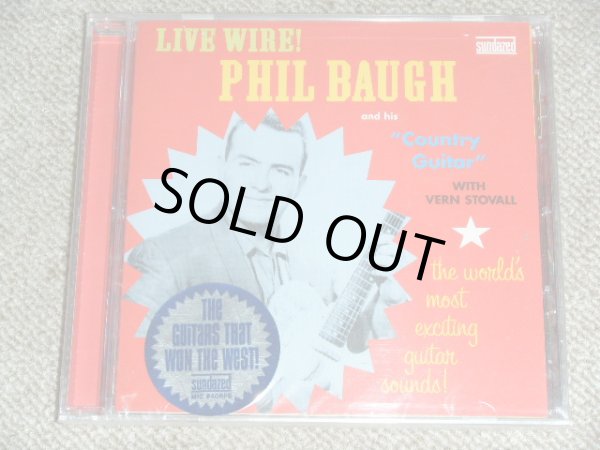 LIVE WIRE!
sundazed
PHIL BAUGH
and his
"Country
Guitar"
WITH
VERN STOVALL
SOLD OUT
the world's
most
exciting
guitar
sounds!
THE
GUITARS THAT
WON THE WEST!
sundazed